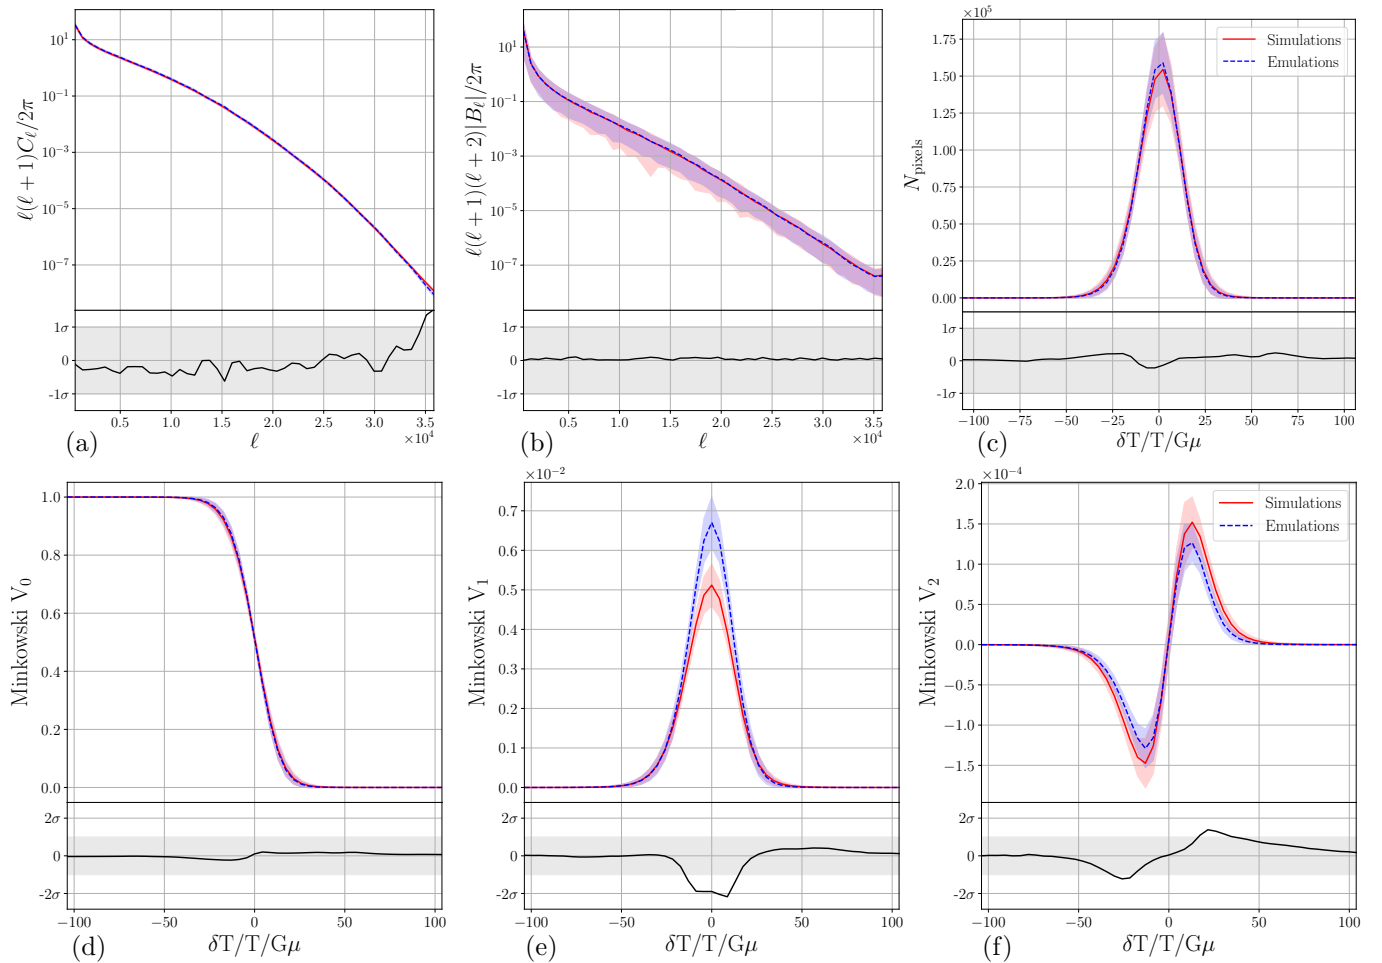 ℓ(ℓ + 1)C_ℓ/2π
10^1
10^−1
10^−3
10^−5
10^−7
1σ
0
-1σ
0.5 1.0 1.5 2.0 2.5 3.0 3.5
×10^4
(a) ℓ
ℓ(ℓ + 1)(ℓ + 2)|B_ℓ|/2π
10^1
10^−1
10^−3
10^−5
10^−7
1σ
0
-1σ
0.5 1.0 1.5 2.0 2.5 3.0 3.5
×10^4
(b) ℓ
×10^5
N_pixels
1.75
1.50
1.25
1.00
0.75
0.50
0.25
0.00
Simulations
Emulations
1σ
0
-1σ
−100 −75 −50 −25 0 25 50 75 100
(c) δT/T/Gμ
Minkowski V_0
1.0
0.8
0.6
0.4
0.2
0.0
2σ
0
-2σ
−100 −50 0 50 100
(d) δT/T/Gμ
×10^−2
Minkowski V_1
0.7
0.6
0.5
0.4
0.3
0.2
0.1
0.0
2σ
0
-2σ
−100 −50 0 50 100
(e) δT/T/Gμ
×10^−4
Minkowski V_2
2.0
1.5
1.0
0.5
0.0
−0.5
−1.0
−1.5
Simulations
Emulations
2σ
0
-2σ
−100 −50 0 50 100
(f) δT/T/Gμ